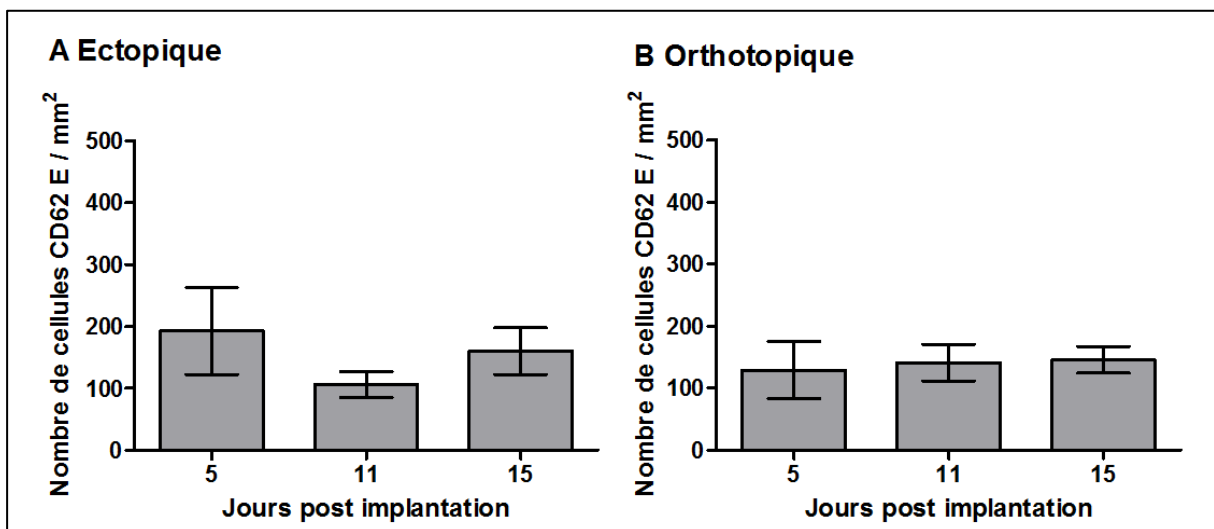 A Ectopique
Nombre de cellules CD62 E / mm²
500
400
300
200
100
0
5 11 15
Jours post implantation
B Orthotopique
Nombre de cellules CD62 E / mm²
500
400
300
200
100
0
5 11 15
Jours post implantation